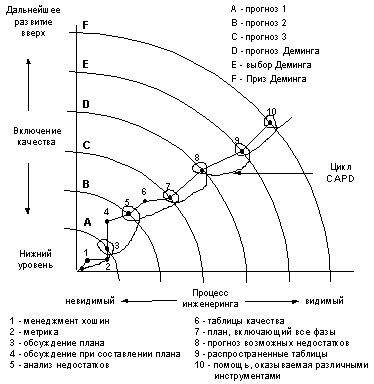 Дальнейшее
развитие
вверх
F
E
D
C
B
A
A - прогноз 1
B - прогноз 2
C - прогноз 3
D - прогноз Деминга
E - выбор Деминга
F - Приз Деминга
Включение
качества
Нижний
уровень
10
9
8
7
6
5
4
3
2
1
Цикл
CAPD
невидимый
Процесс
инженеринга
видимый
1 - менеджмент хошин
2 - метрика
3 - обсуждение плана
4 - обсуждение при составлении плана
5 - анализ недостатков
6 - таблицы качества
7 - план, включающий все фазы
8 - прогноз возможных недостатков
9 - распространные таблицы
10 - помощь, оказываемая различными
инструментами